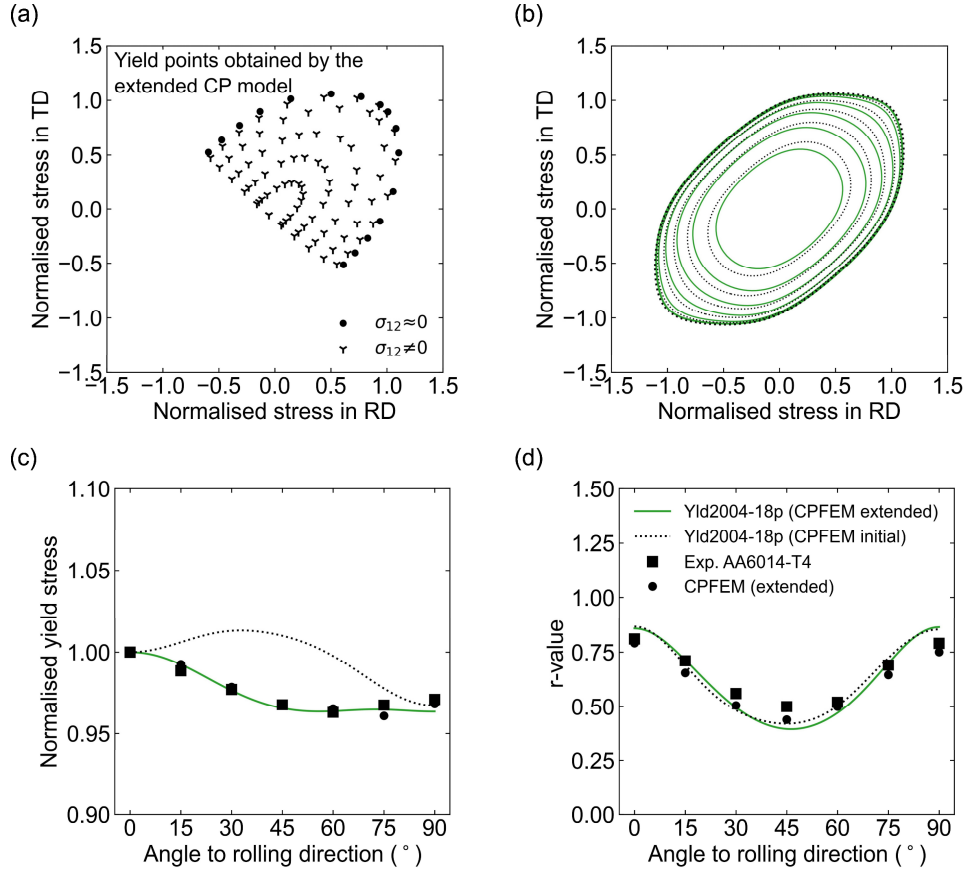 (a)
Yield points obtained by the
extended CP model
σ12≈0
σ12≠0
1.5
1.0
0.5
0.0
−0.5
−1.0
−1.5
−1.5 −1.0 −0.5 0.0 0.5 1.0 1.5
Normalised stress in TD
Normalised stress in RD
(b)
1.5
1.0
0.5
0.0
−0.5
−1.0
−1.5
−1.5 −1.0 −0.5 0.0 0.5 1.0 1.5
Normalised stress in TD
Normalised stress in RD
(c)
1.10
1.05
1.00
0.95
0.90
0 15 30 45 60 75 90
Normalised yield stress
Angle to rolling direction (°)
(d)
Yld2004-18p (CPFEM extended)
Yld2004-18p (CPFEM initial)
Exp. AA6014-T4
CPFEM (extended)
1.50
1.25
1.00
0.75
0.50
0.25
0.00
0 15 30 45 60 75 90
r-value
Angle to rolling direction (°)